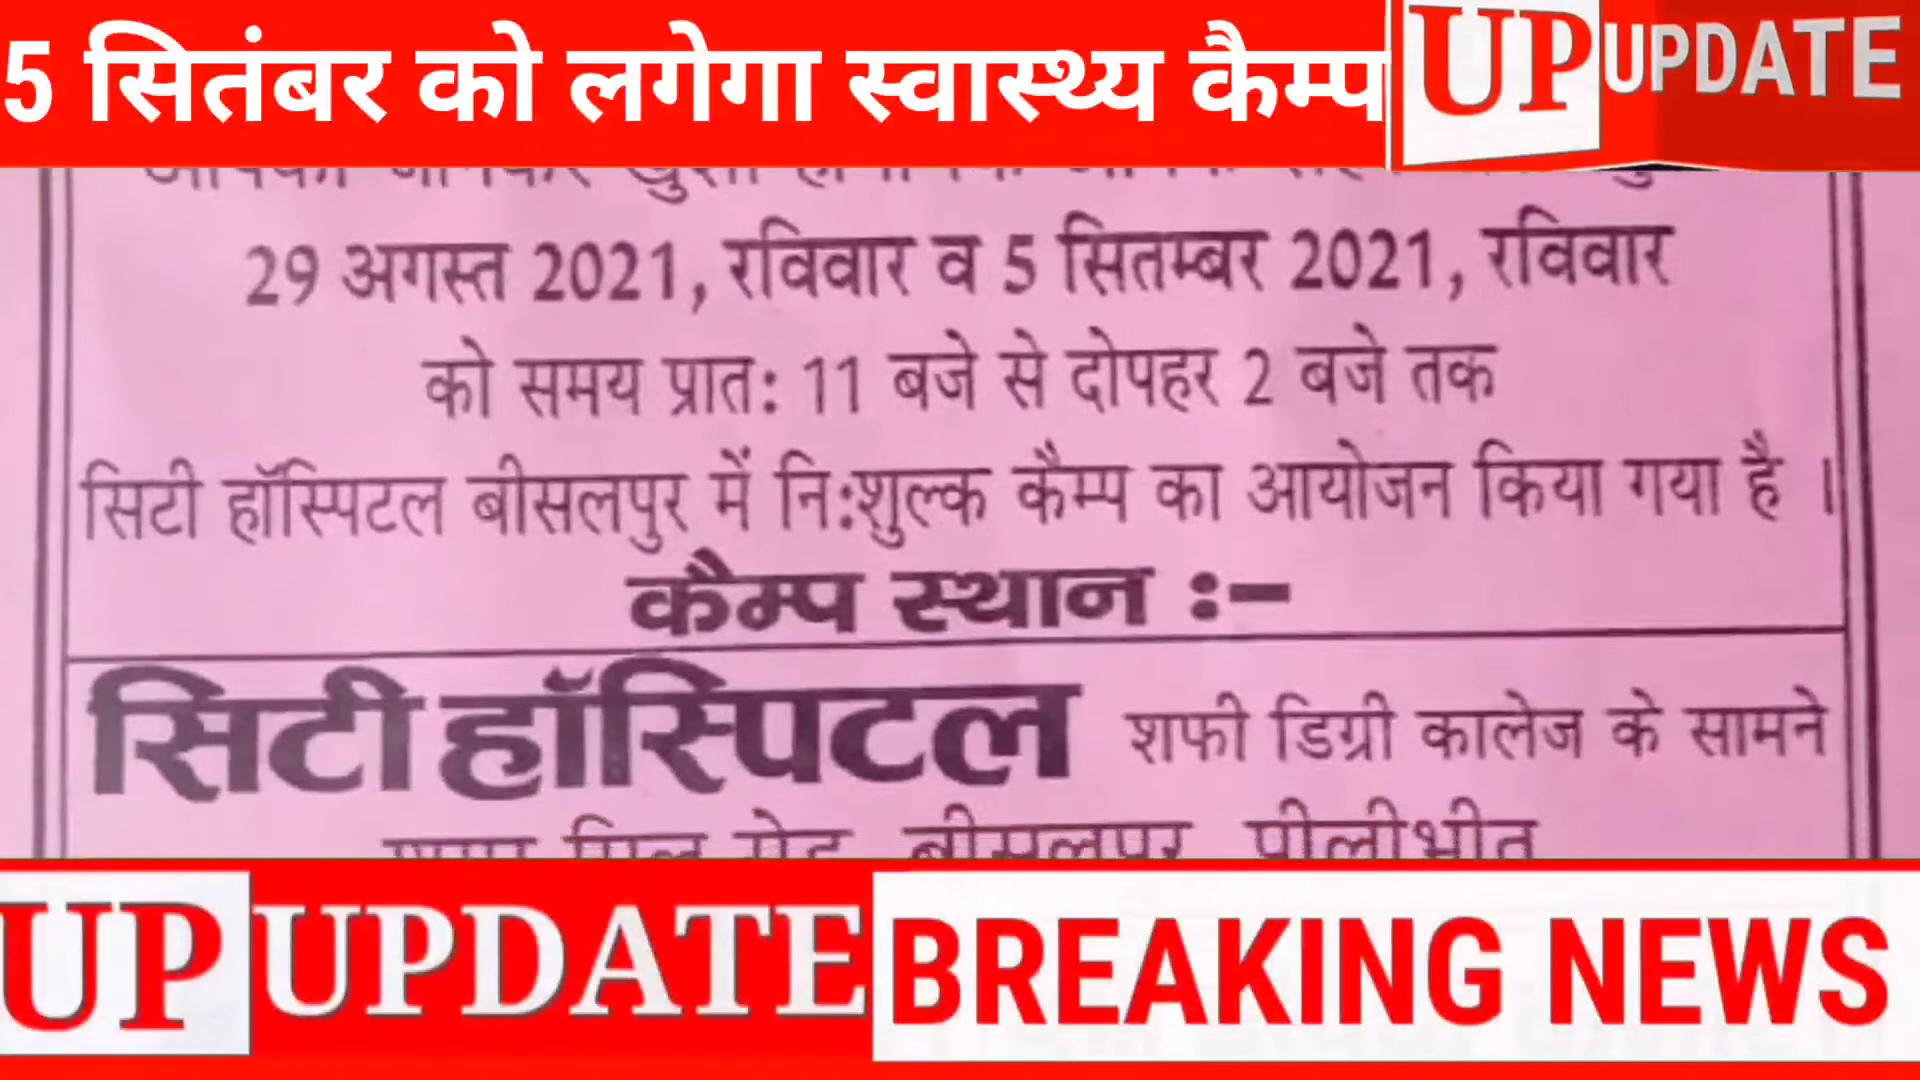 5 सितंबर को लगेगा स्वास्थ्य कैम्प
UP UPDATE
29 अगस्त 2021, रविवार व 5 सितम्बर 2021, रविवार
को समय प्रात: 11 बजे से दोपहर 2 बजे तक
सिटी हॉस्पिटल बीसलपुर में नि:शुल्क कैम्प का आयोजन किया गया है ।
कैम्प स्थान :-
सिटी हॉस्पिटल शफी डिग्री कालेज के सामने
बीसलपुर, पीलीभीत
UP UPDATE BREAKING NEWS